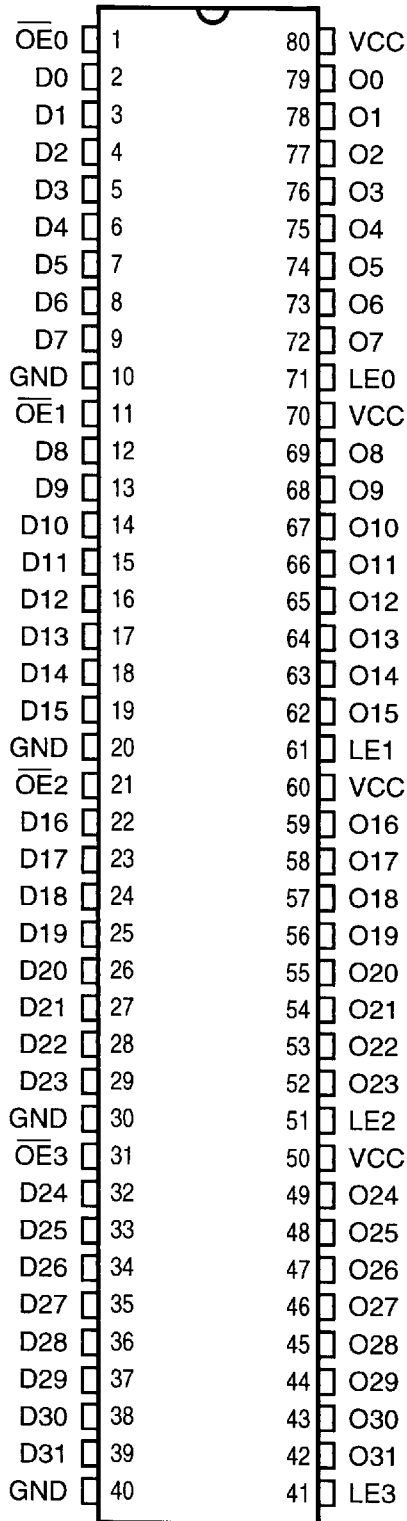 O̅E̅0 1 80 VCC
D0 2 79 O0
D1 3 78 O1
D2 4 77 O2
D3 5 76 O3
D4 6 75 O4
D5 7 74 O5
D6 8 73 O6
D7 9 72 O7
GND 10 71 LE0
O̅E̅1 11 70 VCC
D8 12 69 O8
D9 13 68 O9
D10 14 67 O10
D11 15 66 O11
D12 16 65 O12
D13 17 64 O13
D14 18 63 O14
D15 19 62 O15
GND 20 61 LE1
O̅E̅2 21 60 VCC
D16 22 59 O16
D17 23 58 O17
D18 24 57 O18
D19 25 56 O19
D20 26 55 O20
D21 27 54 O21
D22 28 53 O22
D23 29 52 O23
GND 30 51 LE2
O̅E̅3 31 50 VCC
D24 32 49 O24
D25 33 48 O25
D26 34 47 O26
D27 35 46 O27
D28 36 45 O28
D29 37 44 O29
D30 38 43 O30
D31 39 42 O31
GND 40 41 LE3